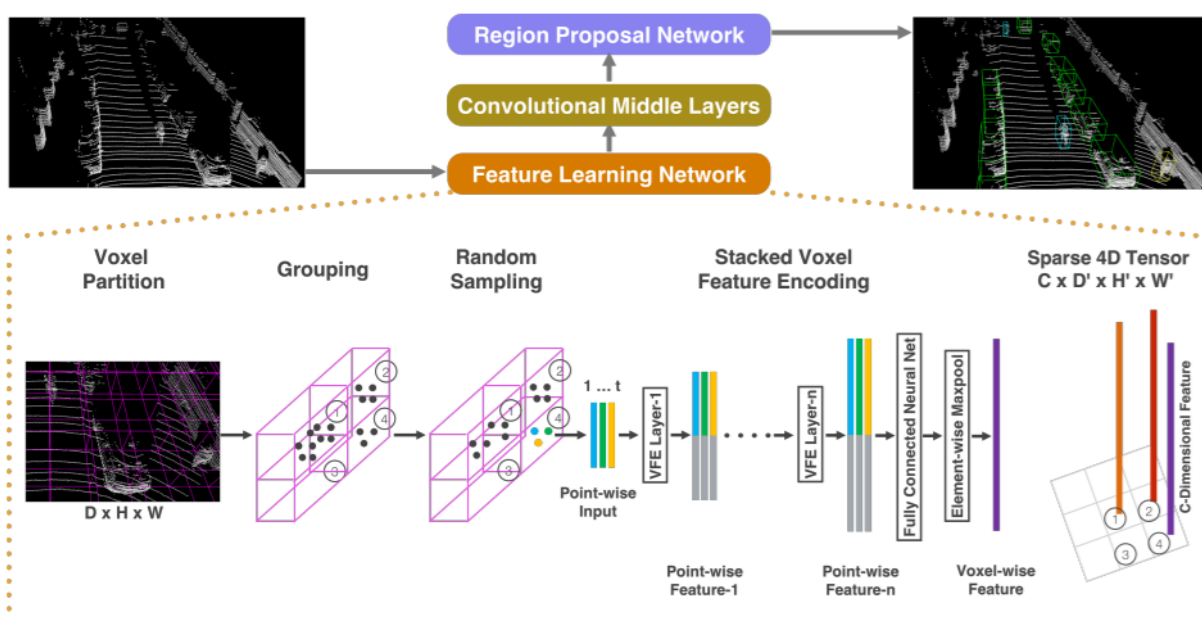 Region Proposal Network
Convolutional Middle Layers
Feature Learning Network
Voxel
Partition
Grouping
Random
Sampling
Stacked Voxel
Feature Encoding
Sparse 4D Tensor
C x D' x H' x W'
D x H x W
1
2
3
4
1
2
3
4
1 ... t
Point-wise
Input
VFE Layer-1
Point-wise
Feature-1
VFE Layer-n
Point-wise
Feature-n
Fully Connected Neural Net
Element-wise Maxpool
Voxel-wise
Feature
C-Dimensional Feature
1
2
3
4